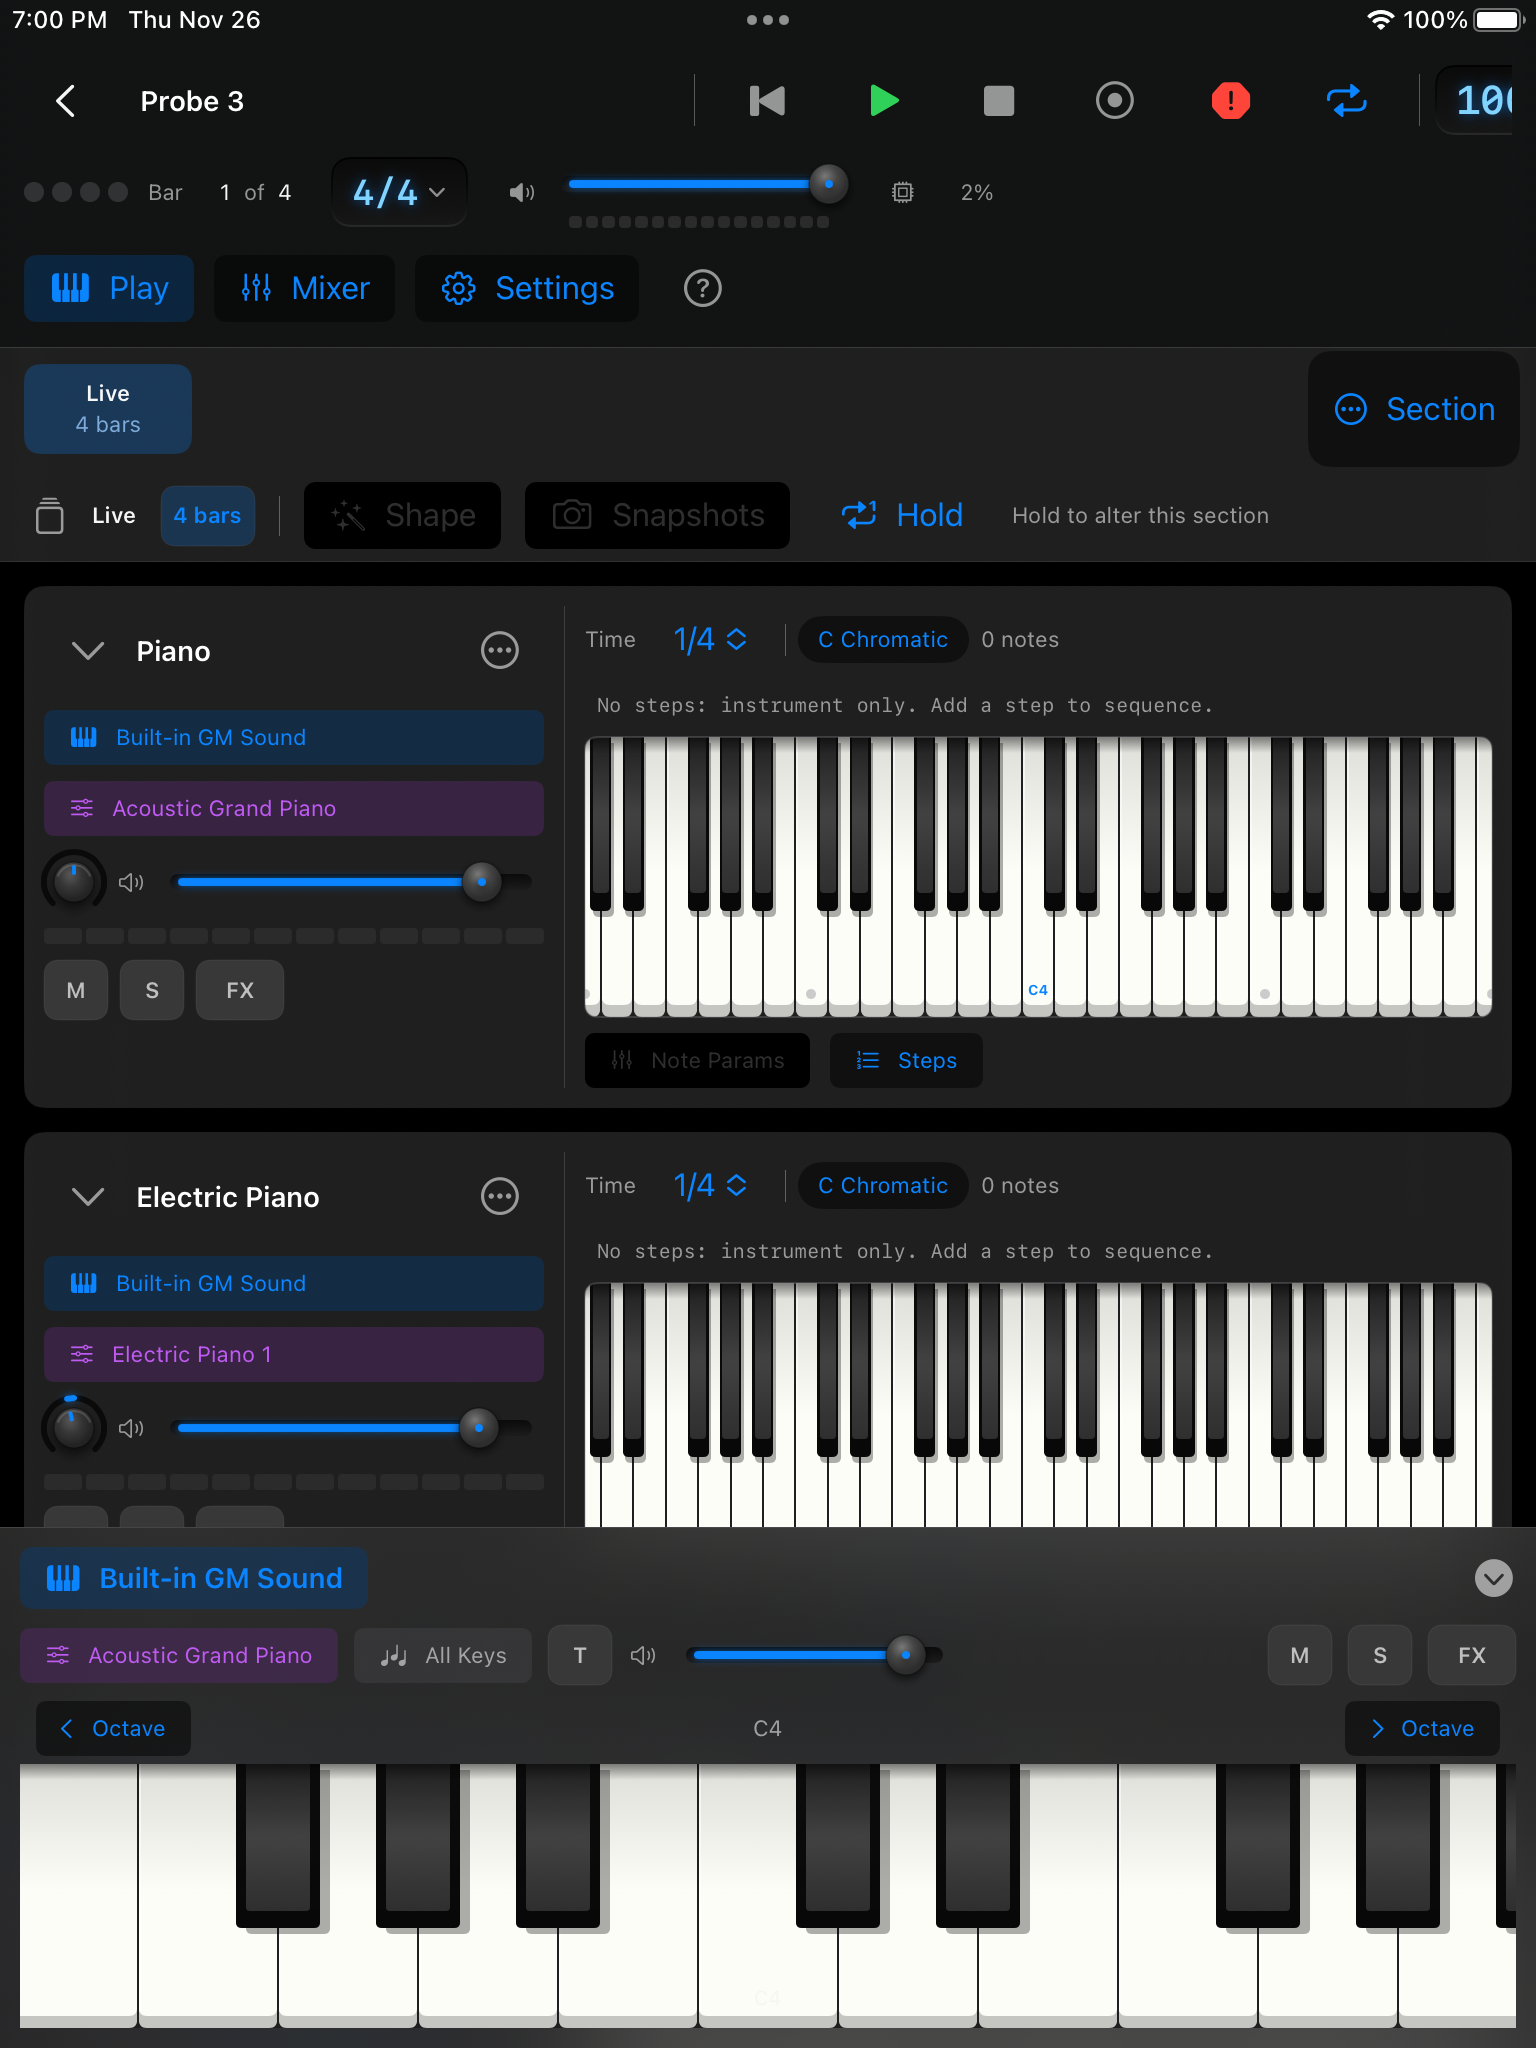 7:00 PM Thu Nov 26
100%
Probe 3
Bar 1 of 4 4/4 2%
Play Mixer Settings
Live
4 bars
Section
Live 4 bars Shape Snapshots Hold Hold to alter this section
Piano
Time 1/4 C Chromatic 0 notes
No steps: instrument only. Add a step to sequence.
Built-in GM Sound
Acoustic Grand Piano
M S FX
C4
Note Params Steps
Electric Piano
Time 1/4 C Chromatic 0 notes
No steps: instrument only. Add a step to sequence.
Built-in GM Sound
Electric Piano 1
Built-in GM Sound
Acoustic Grand Piano All Keys T M S FX
Octave C4 Octave
C4